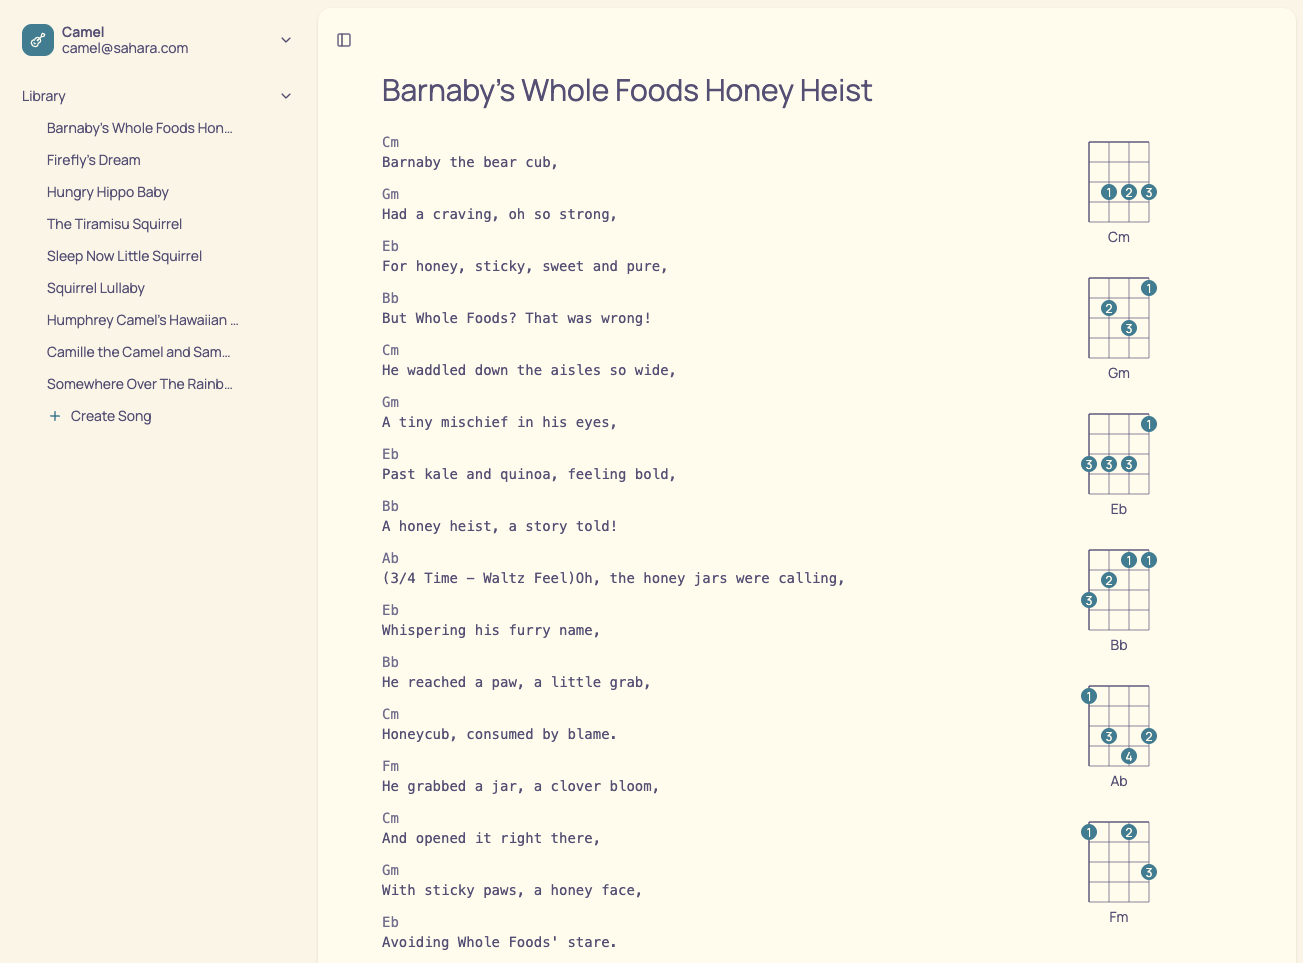 Camel
camel@sahara.com
Library
Barnaby's Whole Foods Hon...
Firefly's Dream
Hungry Hippo Baby
The Tiramisu Squirrel
Sleep Now Little Squirrel
Squirrel Lullaby
Humphrey Camel's Hawaiian ...
Camille the Camel and Sam...
Somewhere Over The Rainb...
Create Song
Barnaby's Whole Foods Honey Heist
Cm
Barnaby the bear cub,
Gm
Had a craving, oh so strong,
Eb
For honey, sticky, sweet and pure,
Bb
But Whole Foods? That was wrong!
Cm
He waddled down the aisles so wide,
Gm
A tiny mischief in his eyes,
Eb
Past kale and quinoa, feeling bold,
Bb
A honey heist, a story told!
Ab
(3/4 Time – Waltz Feel)Oh, the honey jars were calling,
Eb
Whispering his furry name,
Bb
He reached a paw, a little grab,
Cm
Honeycub, consumed by blame.
Fm
He grabbed a jar, a clover bloom,
Cm
And opened it right there,
Gm
With sticky paws, a honey face,
Eb
Avoiding Whole Foods' stare.
1 2 3
Cm
1
2
3
Gm
1
3 3 3
Eb
1 1
2
3
Bb
1
3 2
4
Ab
1 2
3
Fm